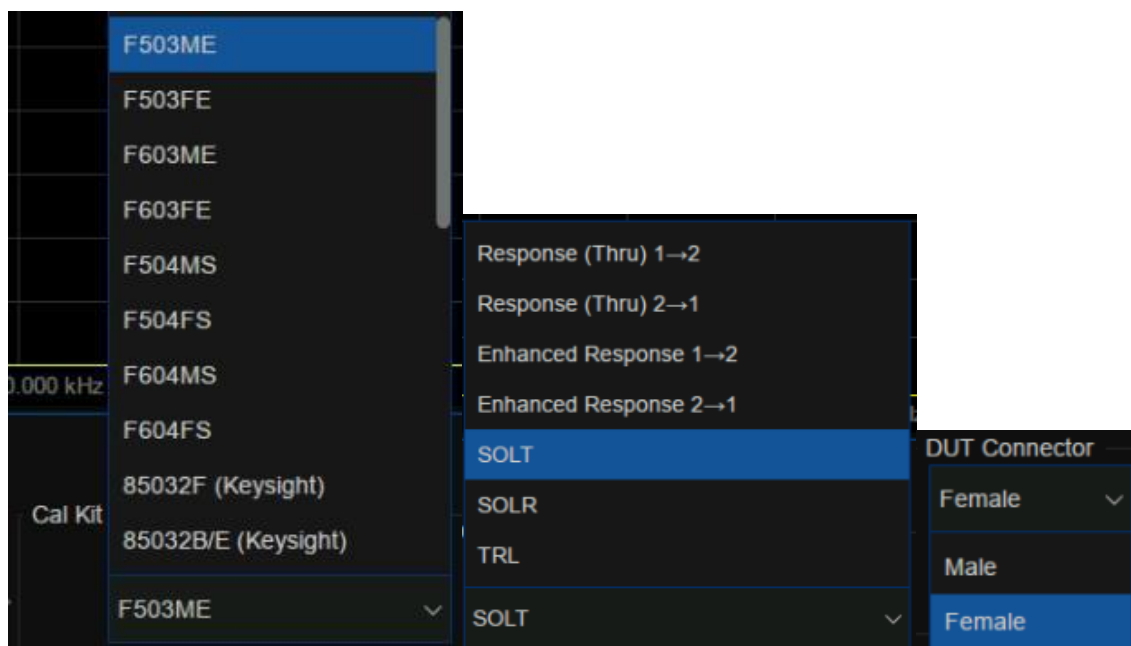 F503ME
F503FE
F603ME
F603FE
F504MS
F504FS
F604MS
F604FS
85032F (Keysight)
85032B/E (Keysight)
.000 kHz
Cal Kit
F503ME
Response (Thru) 1→2
Response (Thru) 2→1
Enhanced Response 1→2
Enhanced Response 2→1
SOLT
SOLR
TRL
SOLT
DUT Connector
Female
Male
Female